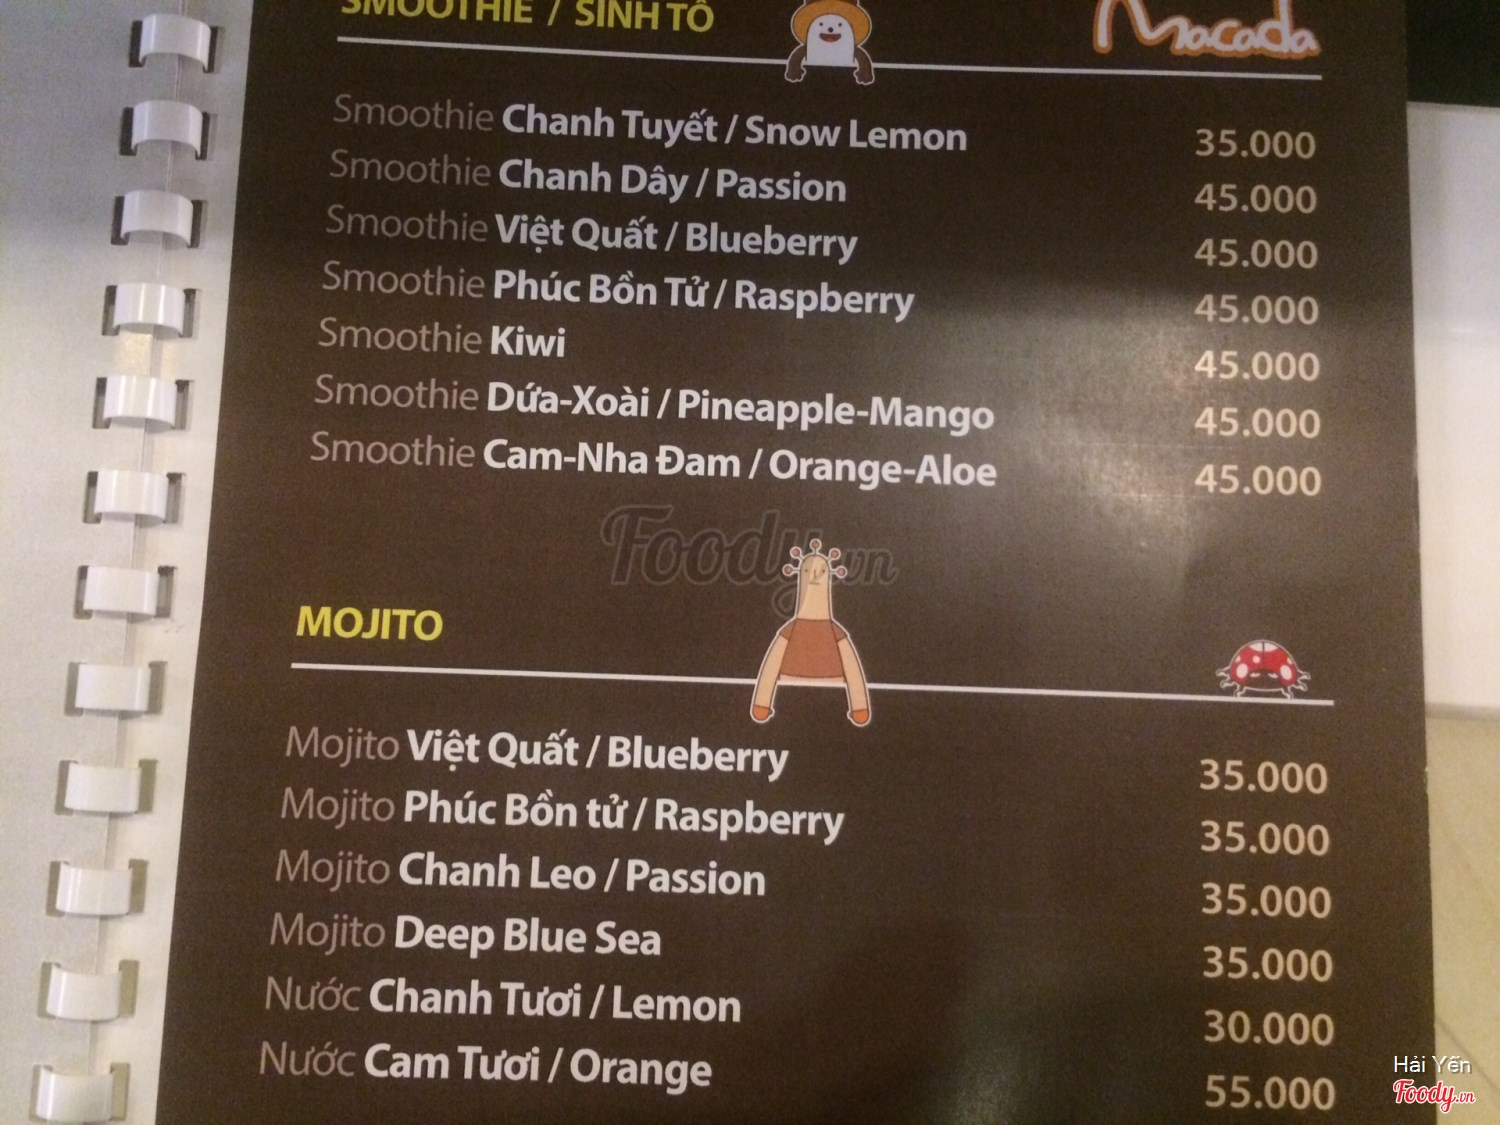 SMOOTHIE / SINH TỐ
Macada
Smoothie Chanh Tuyết / Snow Lemon 35.000
Smoothie Chanh Dây / Passion 45.000
Smoothie Việt Quất / Blueberry 45.000
Smoothie Phúc Bồn Tử / Raspberry 45.000
Smoothie Kiwi 45.000
Smoothie Dứa-Xoài / Pineapple-Mango 45.000
Smoothie Cam-Nha Đam / Orange-Aloe 45.000
Foody.vn
MOJITO
Mojito Việt Quất / Blueberry 35.000
Mojito Phúc Bồn tử / Raspberry 35.000
Mojito Chanh Leo / Passion 35.000
Mojito Deep Blue Sea 35.000
Nước Chanh Tươi / Lemon 30.000
Nước Cam Tươi / Orange 55.000
Hải Yến
Foody.vn